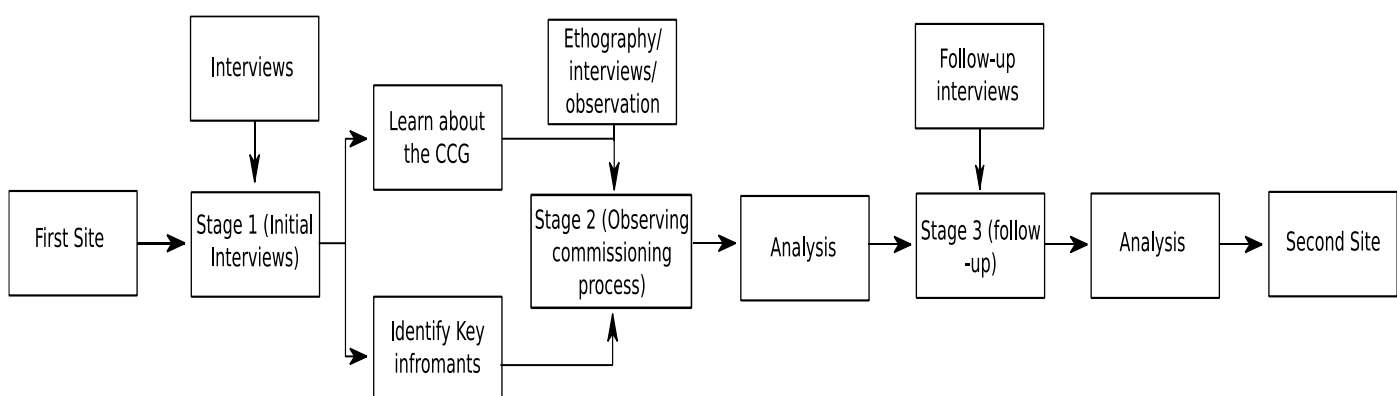 Interviews
Ethography/
interviews/
observation
Follow-up
interviews
Learn about
the CCG
First Site
Stage 1 (Initial
Interviews)
Stage 2 (Observing
commissioning
process)
Analysis
Stage 3 (follow
-up)
Analysis
Second Site
Identify Key
infromants